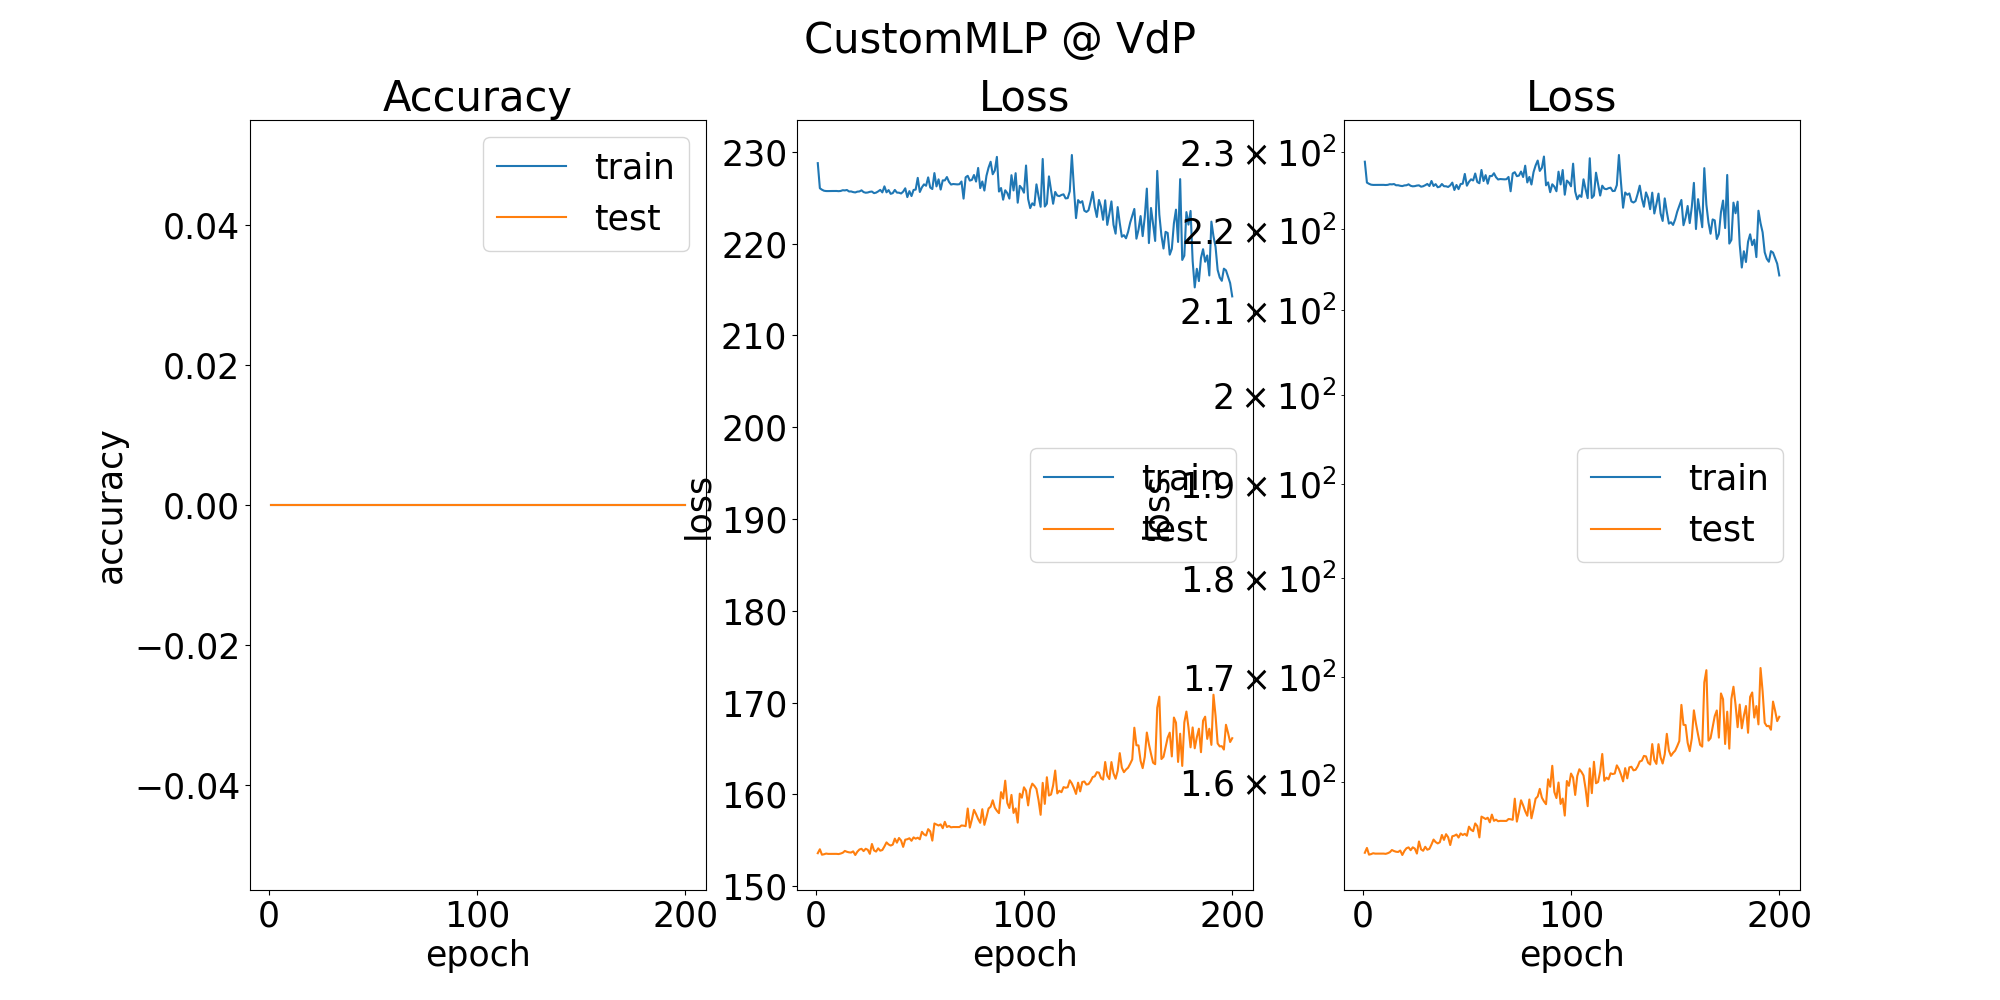 CustomMLP @ VdP
Accuracy
train
test
0.04
0.02
0.00
−0.02
−0.04
accuracy
0
100
200
epoch
Loss
230
220
210
200
190
180
170
160
150
loss
train
test
0
100
200
epoch
Loss
2.3 × 10²
2.2 × 10²
2.1 × 10²
2 × 10²
1.9 × 10²
1.8 × 10²
1.7 × 10²
1.6 × 10²
loss
train
test
0
100
200
epoch